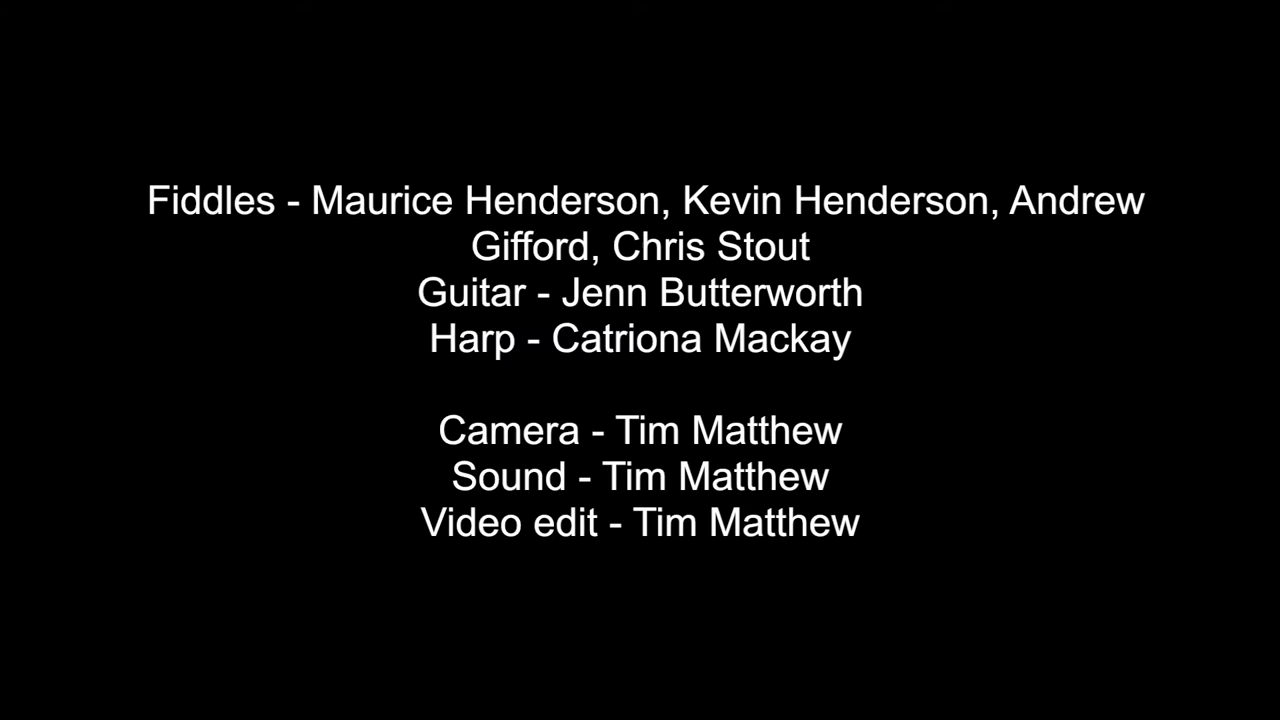 Fiddles - Maurice Henderson, Kevin Henderson, Andrew
Gifford, Chris Stout
Guitar - Jenn Butterworth
Harp - Catriona Mackay
Camera - Tim Matthew
Sound - Tim Matthew
Video edit - Tim Matthew